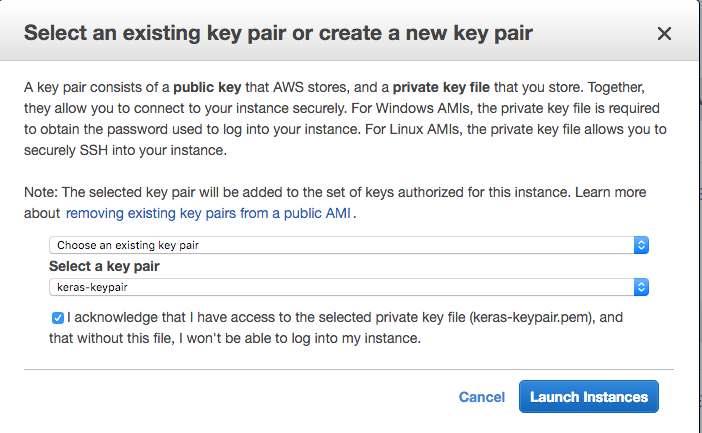 Select an existing key pair or create a new key pair
A key pair consists of a public key that AWS stores, and a private key file that you store. Together,
they allow you to connect to your instance securely. For Windows AMIs, the private key file is required
to obtain the password used to log into your instance. For Linux AMIs, the private key file allows you to
securely SSH into your instance.
Note: The selected key pair will be added to the set of keys authorized for this instance. Learn more
about removing existing key pairs from a public AMI.
Choose an existing key pair
Select a key pair
keras-keypair
I acknowledge that I have access to the selected private key file (keras-keypair.pem), and
that without this file, I won't be able to log into my instance.
Cancel Launch Instances